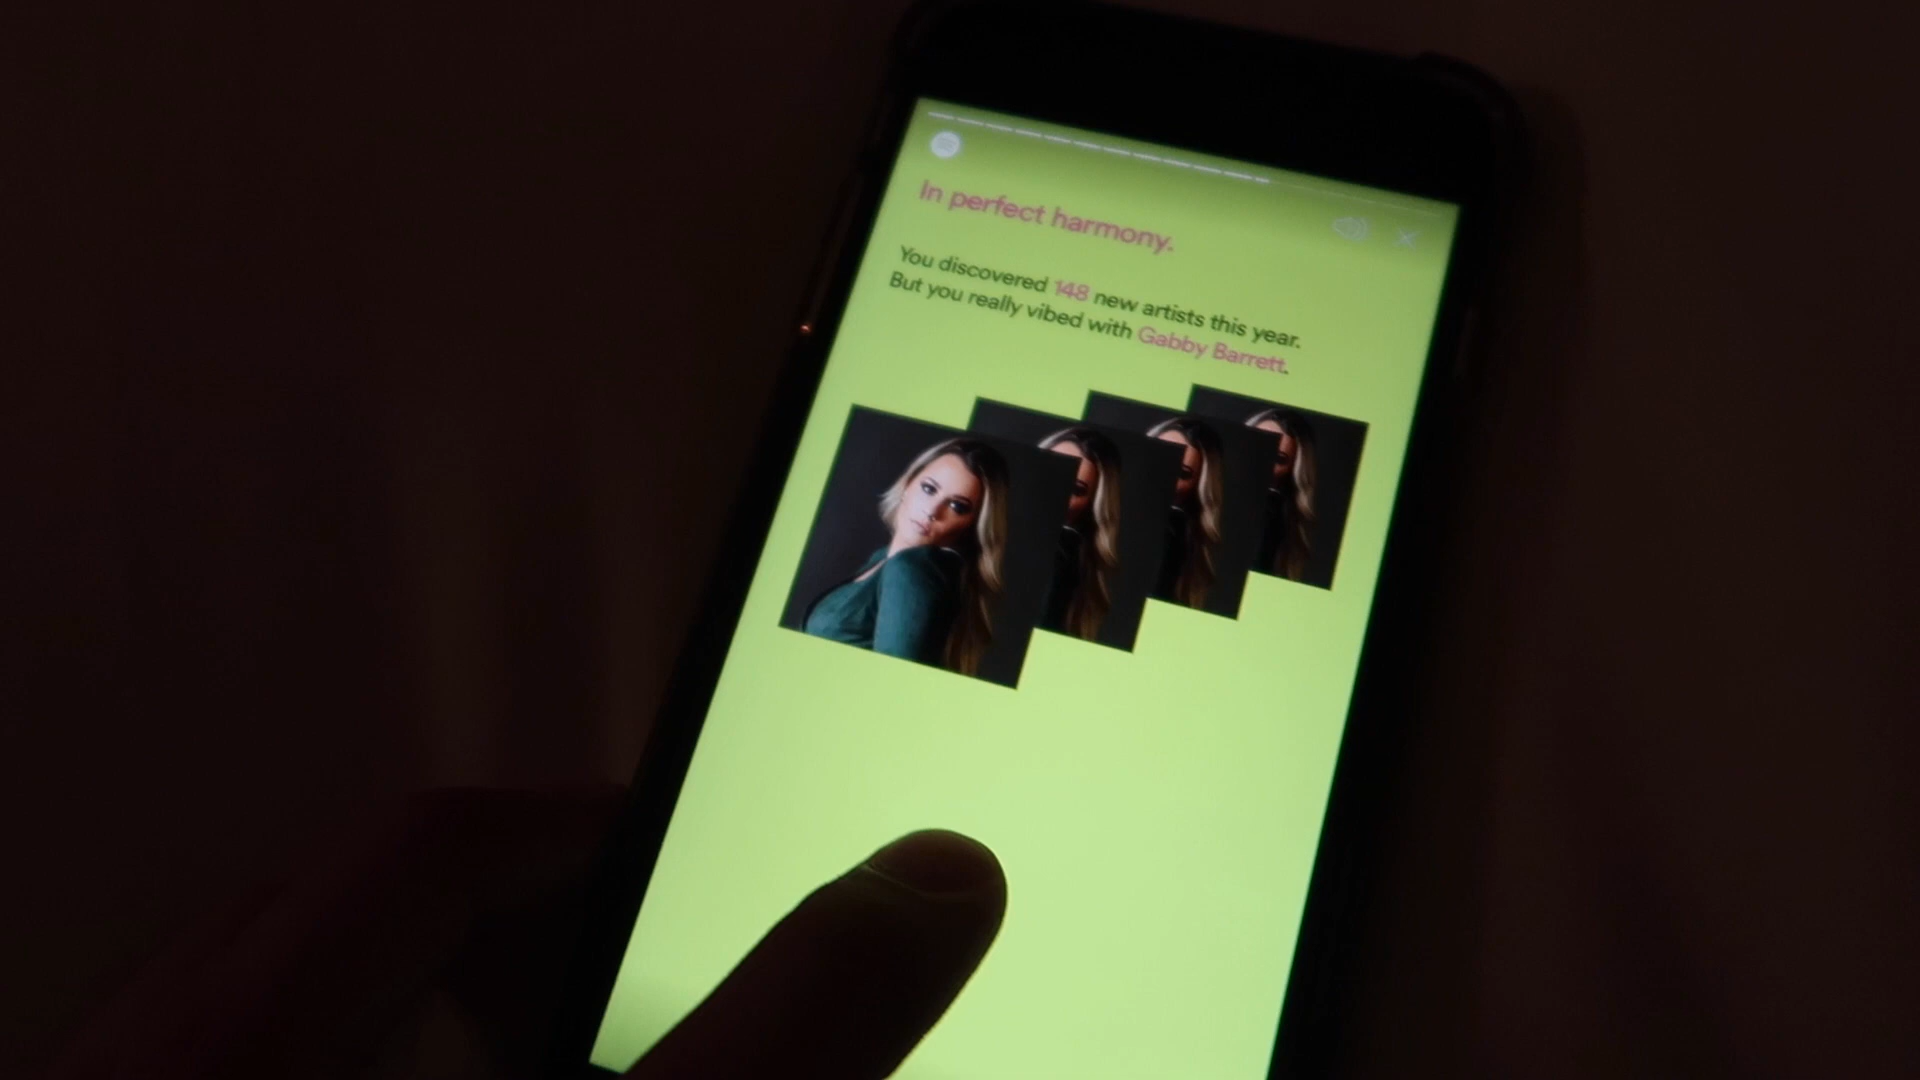 In perfect harmony.
You discovered 148 new artists this year.
But you really vibed with Gabby Barrett.